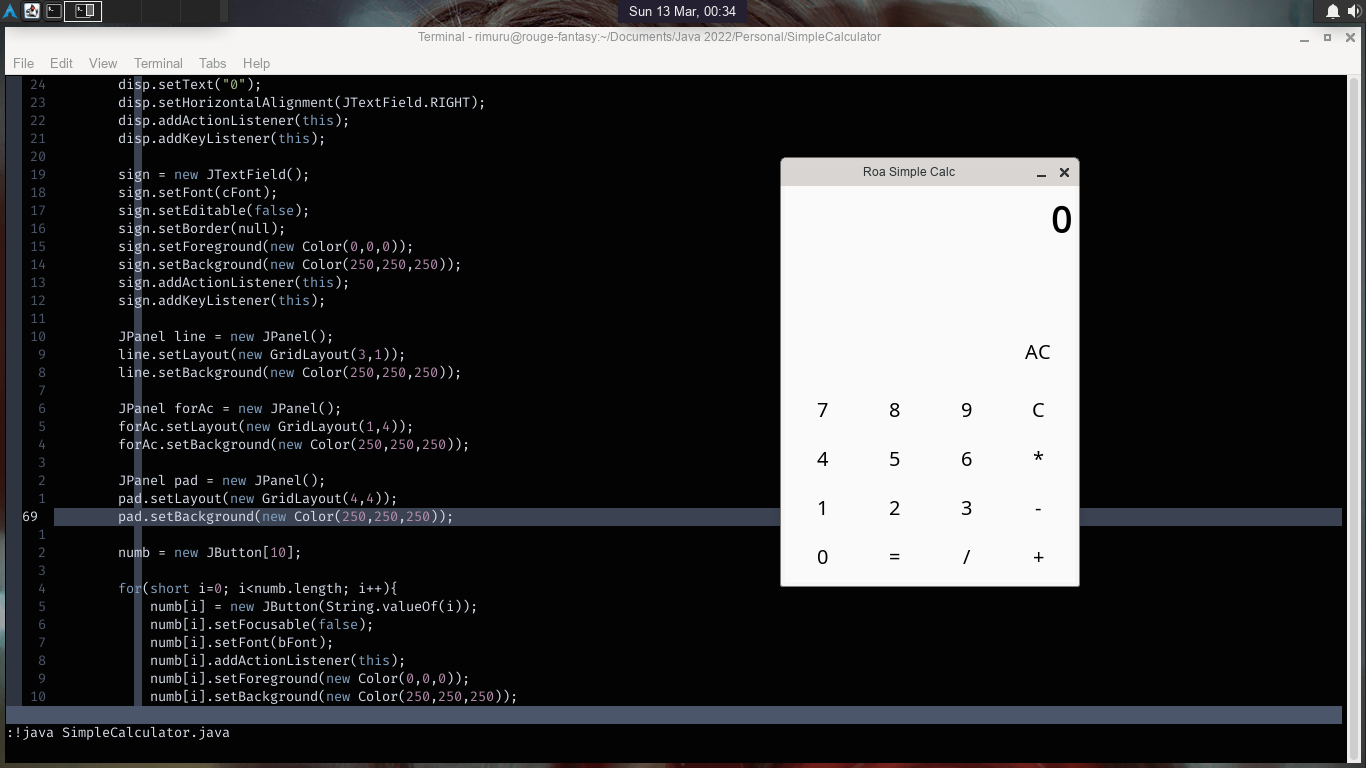 Sun 13 Mar, 00:34
Terminal - rimuru@rouge-fantasy:~/Documents/Java 2022/Personal/SimpleCalculator
File Edit View Terminal Tabs Help
24 disp.setText("0");
23 disp.setHorizontalAlignment(JTextField.RIGHT);
22 disp.addActionListener(this);
21 disp.addKeyListener(this);
20
19 sign = new JTextField();
18 sign.setFont(cFont);
17 sign.setEditable(false);
16 sign.setBorder(null);
15 sign.setForeground(new Color(0,0,0));
14 sign.setBackground(new Color(250,250,250));
13 sign.addActionListener(this);
12 sign.addKeyListener(this);
11
10 JPanel line = new JPanel();
9 line.setLayout(new GridLayout(3,1));
8 line.setBackground(new Color(250,250,250));
7
6 JPanel forAc = new JPanel();
5 forAc.setLayout(new GridLayout(1,4));
4 forAc.setBackground(new Color(250,250,250));
3
2 JPanel pad = new JPanel();
1 pad.setLayout(new GridLayout(4,4));
69 pad.setBackground(new Color(250,250,250));
1
2 numb = new JButton[10];
3
4 for(short i=0; i<numb.length; i++){
5 numb[i] = new JButton(String.valueOf(i));
6 numb[i].setFocusable(false);
7 numb[i].setFont(bFont);
8 numb[i].addActionListener(this);
9 numb[i].setForeground(new Color(0,0,0));
10 numb[i].setBackground(new Color(250,250,250));
:!java SimpleCalculator.java
Roa Simple Calc
0
AC
7 8 9 C
4 5 6 *
1 2 3 -
0 = / +